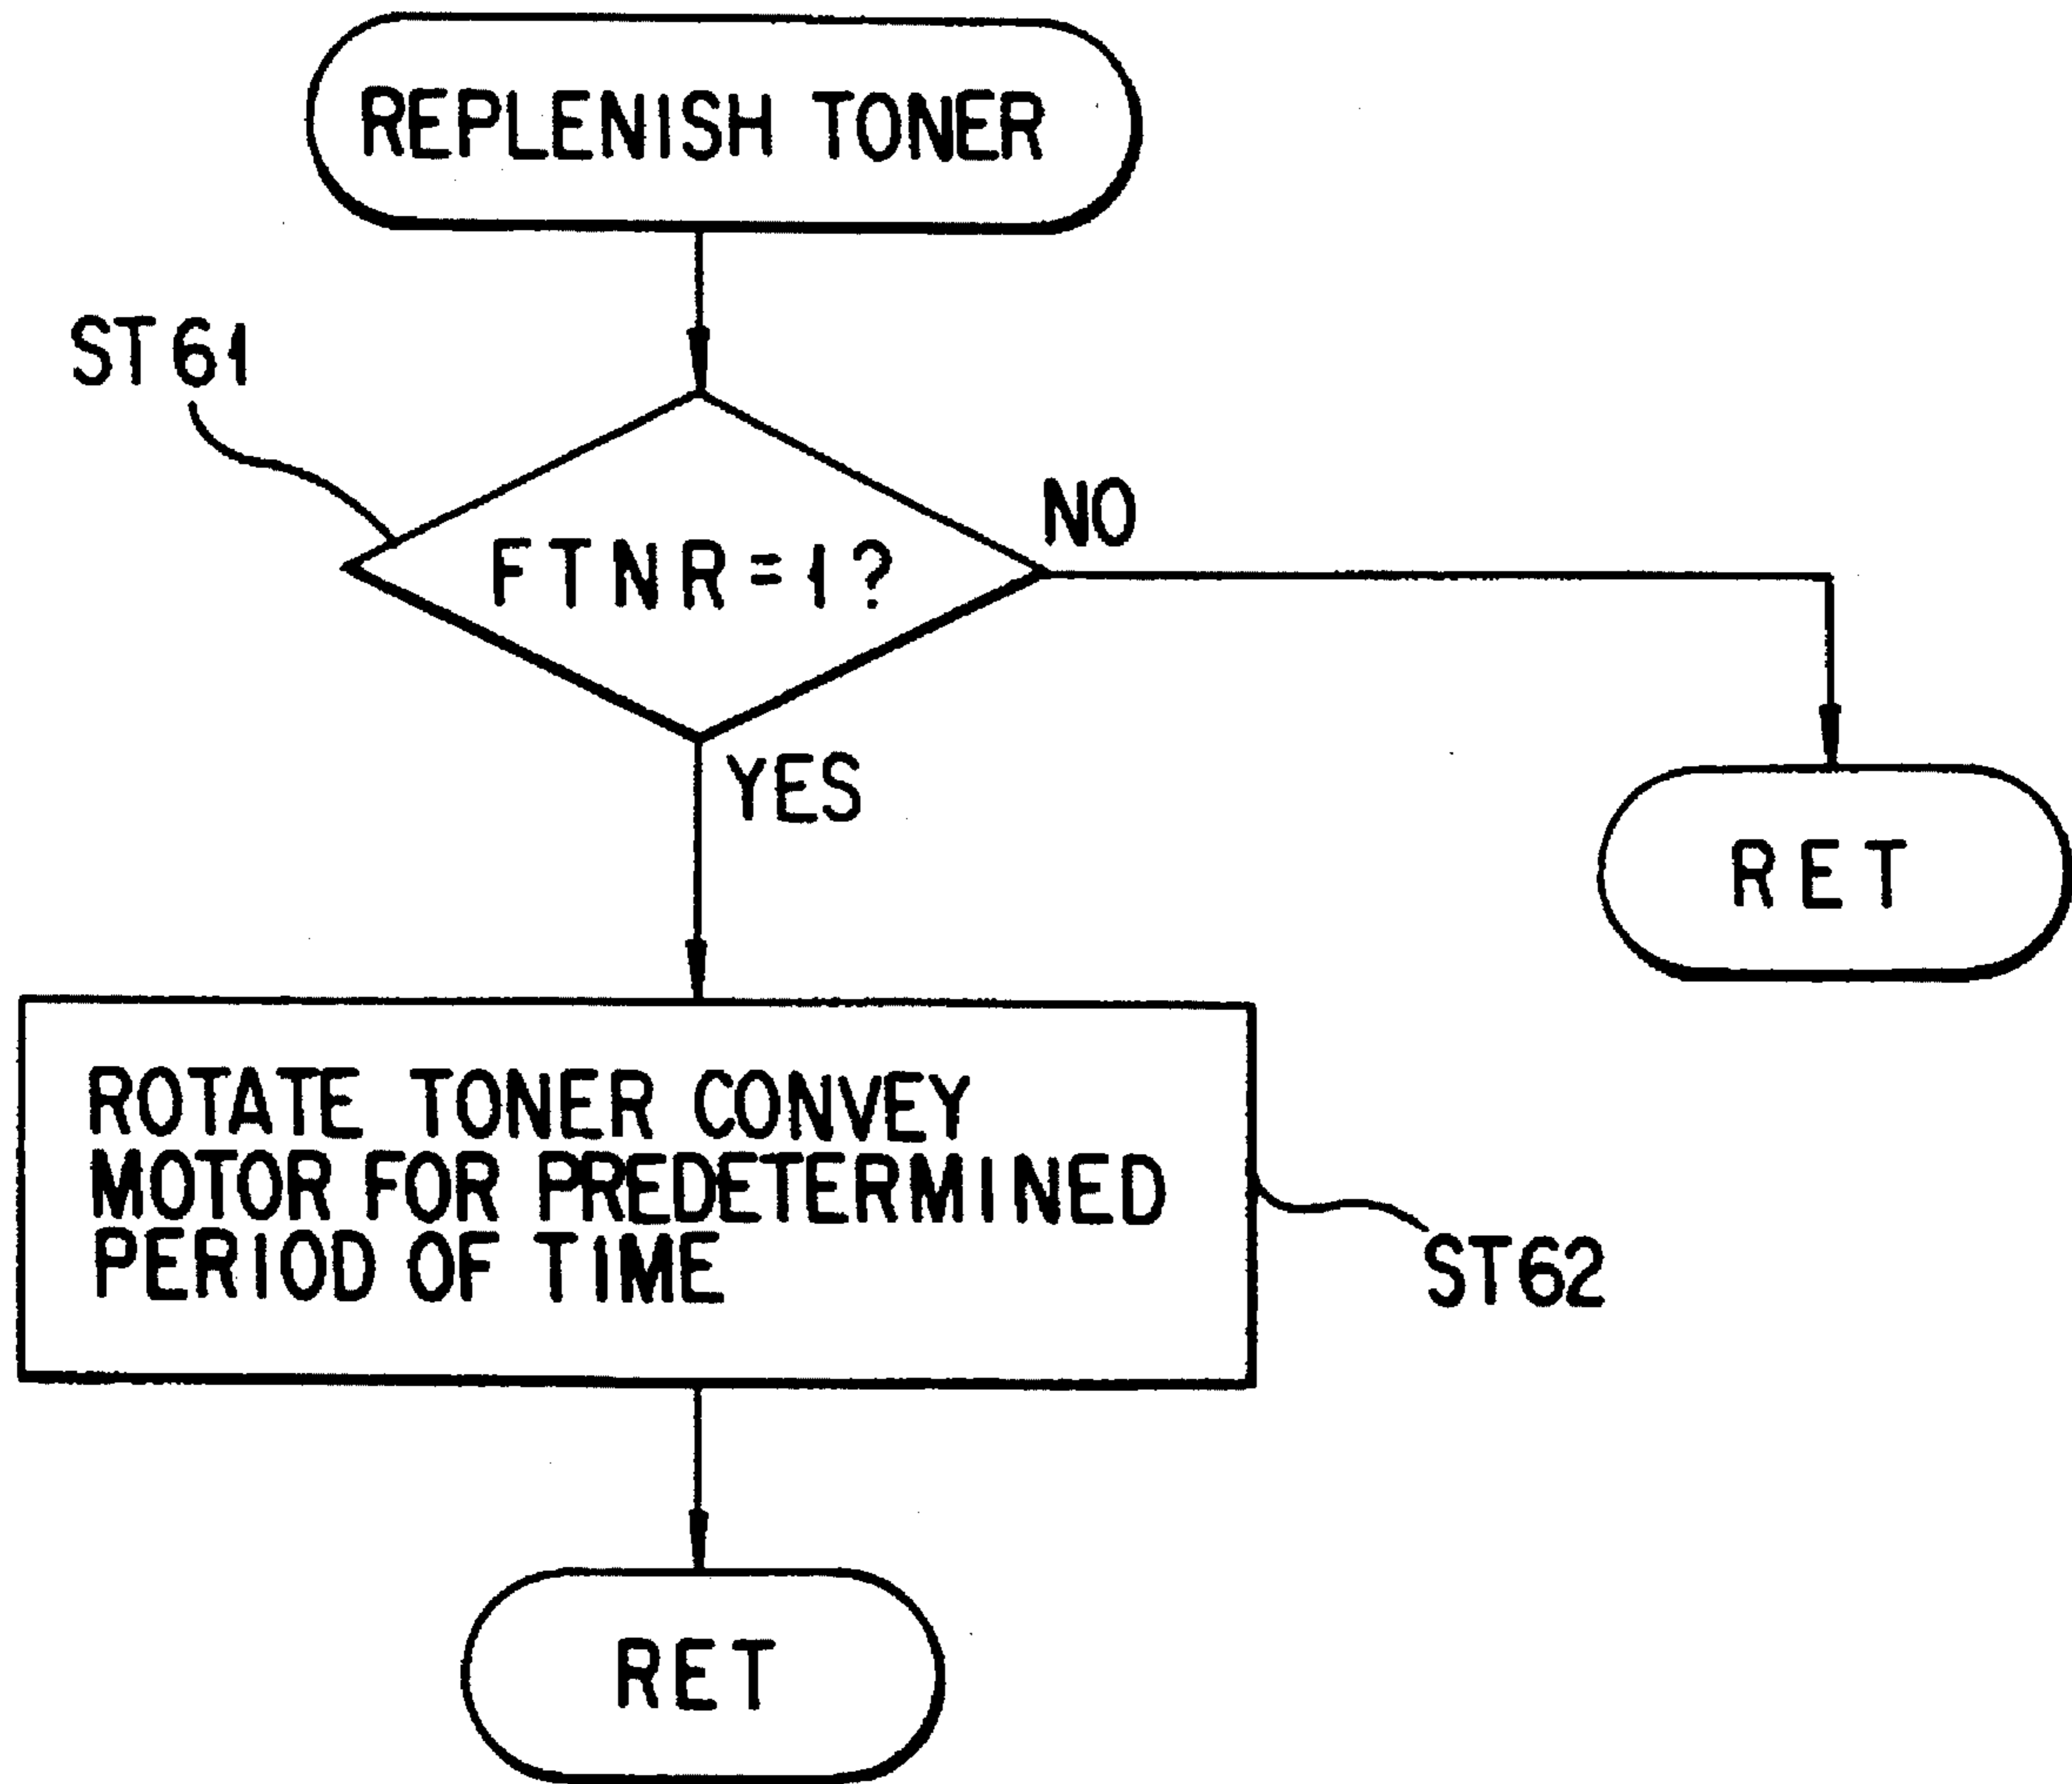 REPLENISH TONER
ST61
FTNR=1?
NO
YES
RET
ROTATE TONER CONVEY
MOTOR FOR PREDETERMINED
PERIOD OF TIME
ST62
RET